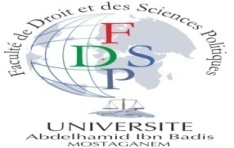 Faculté de Droit et des Sciences Politiques
F
D S
P
UNIVERSITE
Abdelhamid Ibn Badis
MOSTAGANEM